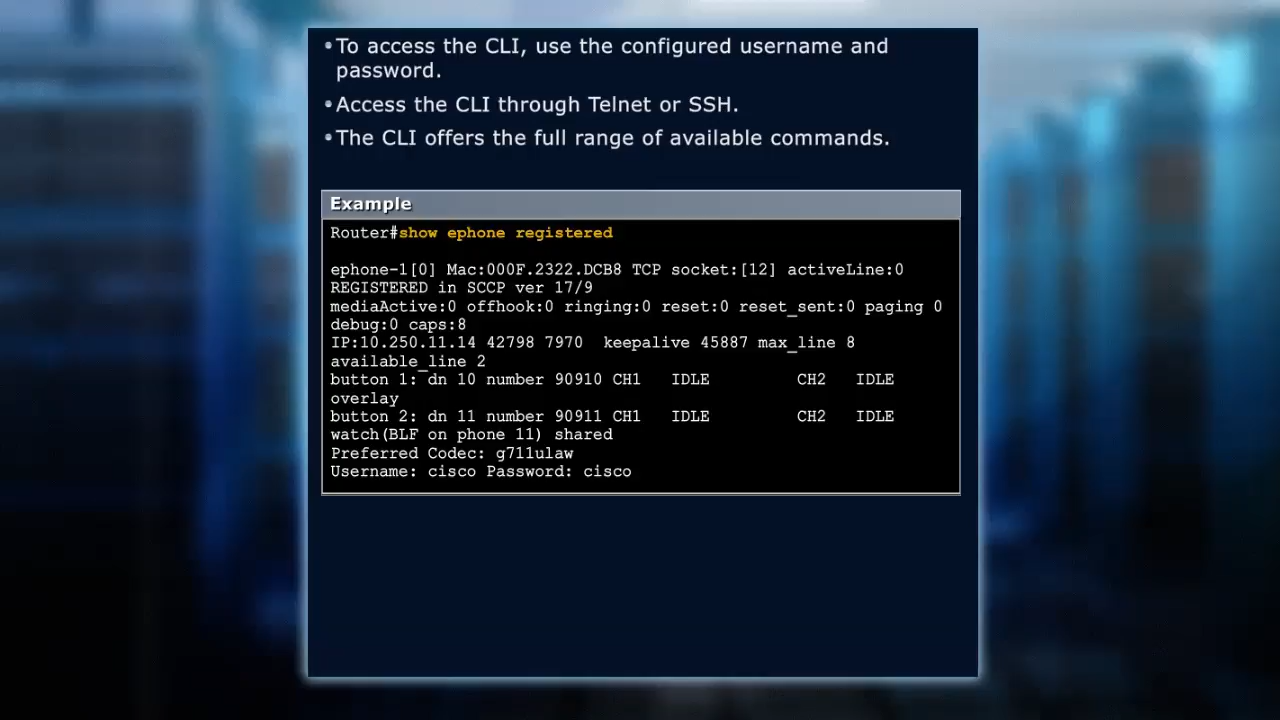 •To access the CLI, use the configured username and
password.
•Access the CLI through Telnet or SSH.
•The CLI offers the full range of available commands.
Example
Router#show ephone registered
ephone-1[0] Mac:000F.2322.DCB8 TCP socket:[12] activeLine:0
REGISTERED in SCCP ver 17/9
mediaActive:0 offhook:0 ringing:0 reset:0 reset_sent:0 paging 0
debug:0 caps:8
IP:10.250.11.14 42798 7970  keepalive 45887 max_line 8
available_line 2
button 1: dn 10 number 90910 CH1   IDLE         CH2   IDLE
overlay
button 2: dn 11 number 90911 CH1   IDLE         CH2   IDLE
watch(BLF on phone 11) shared
Preferred Codec: g711ulaw
Username: cisco Password: cisco